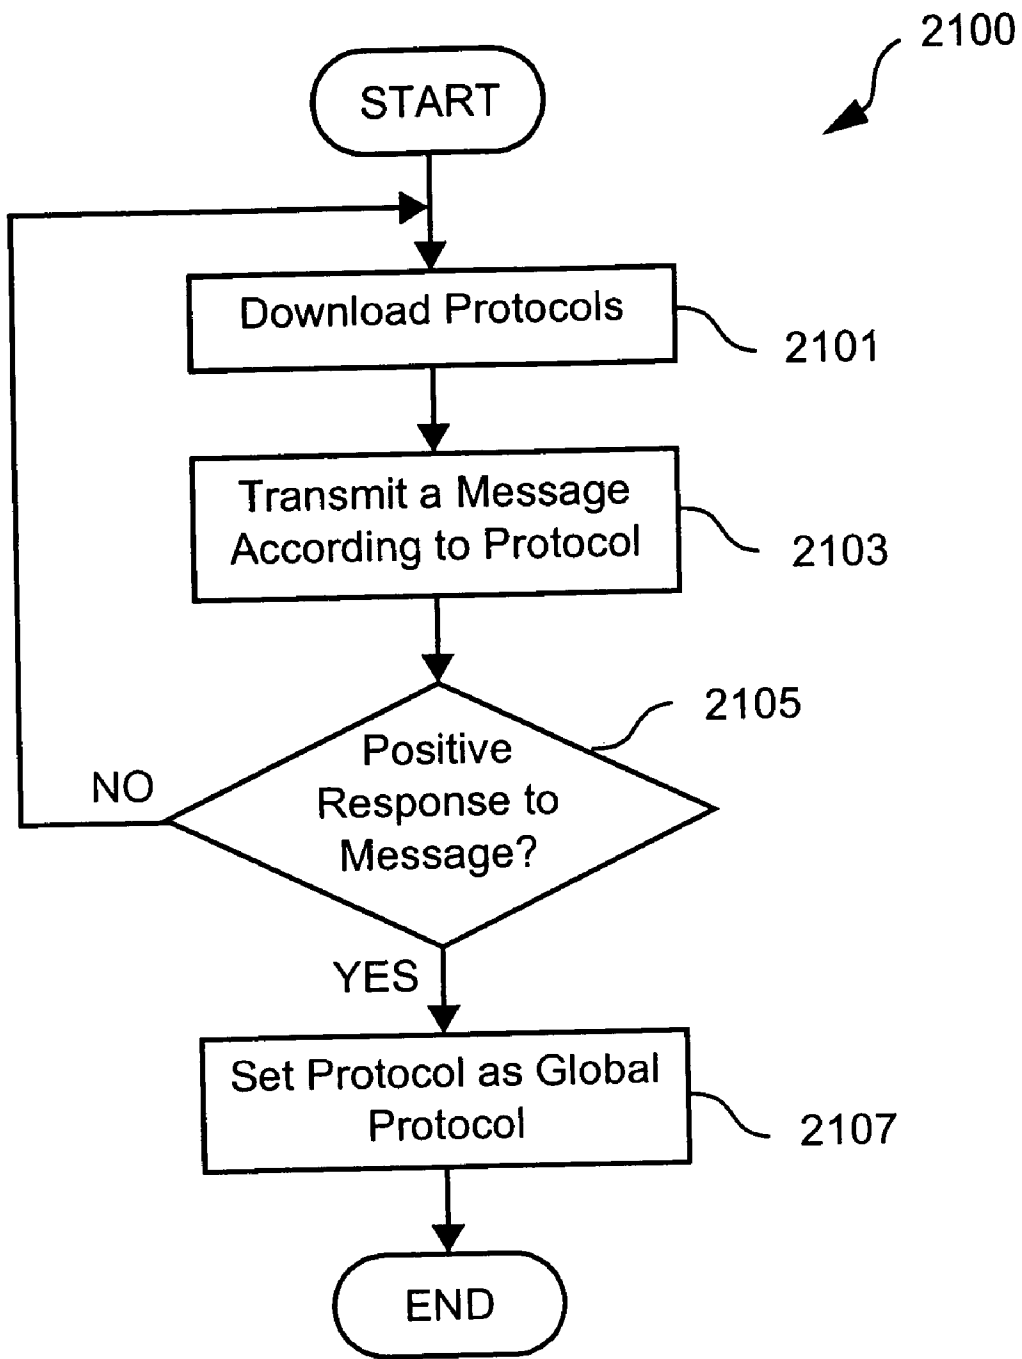 2100
START
Download Protocols
2101
Transmit a Message
According to Protocol
2103
2105
Positive
Response to
Message?
NO
YES
Set Protocol as Global
Protocol
2107
END